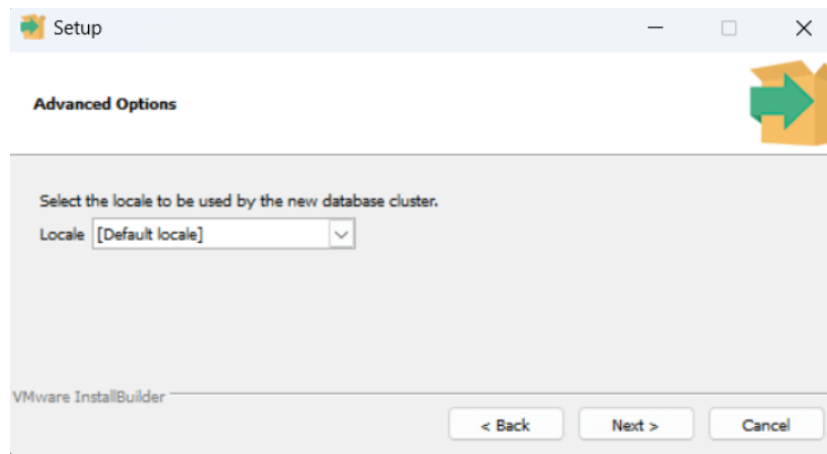 Setup
Advanced Options
Select the locale to be used by the new database cluster.
Locale [Default locale]
VMware InstallBuilder
< Back Next > Cancel